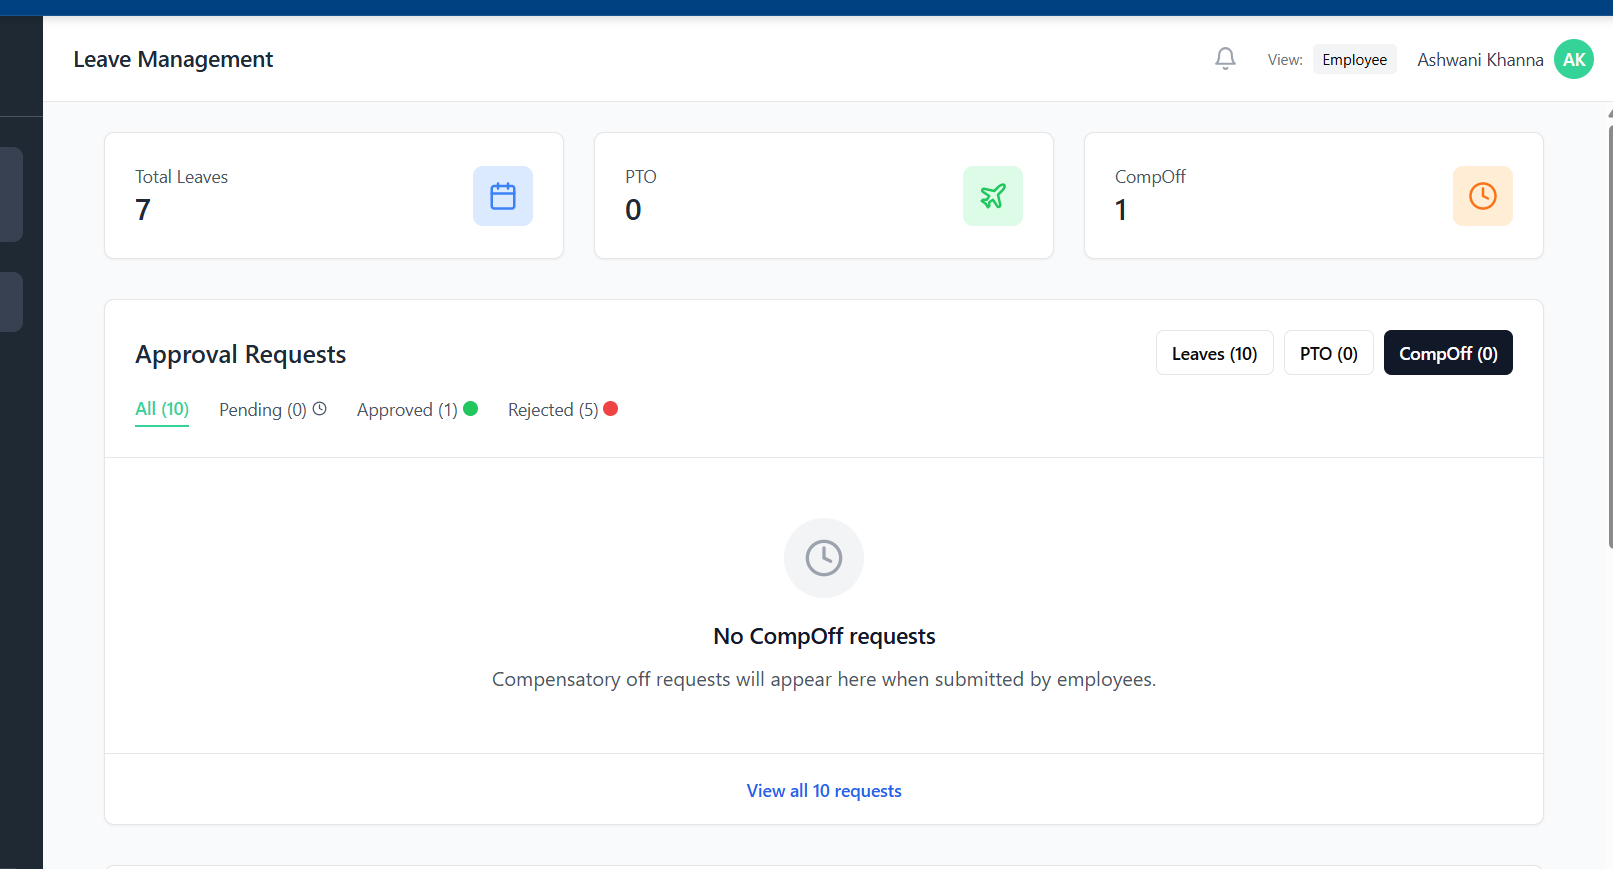 Leave Management
View: Employee Ashwani Khanna AK
Total Leaves
7
PTO
0
CompOff
1
Approval Requests
Leaves (10) PTO (0) CompOff (0)
All (10) Pending (0) Approved (1) Rejected (5)
No CompOff requests
Compensatory off requests will appear here when submitted by employees.
View all 10 requests